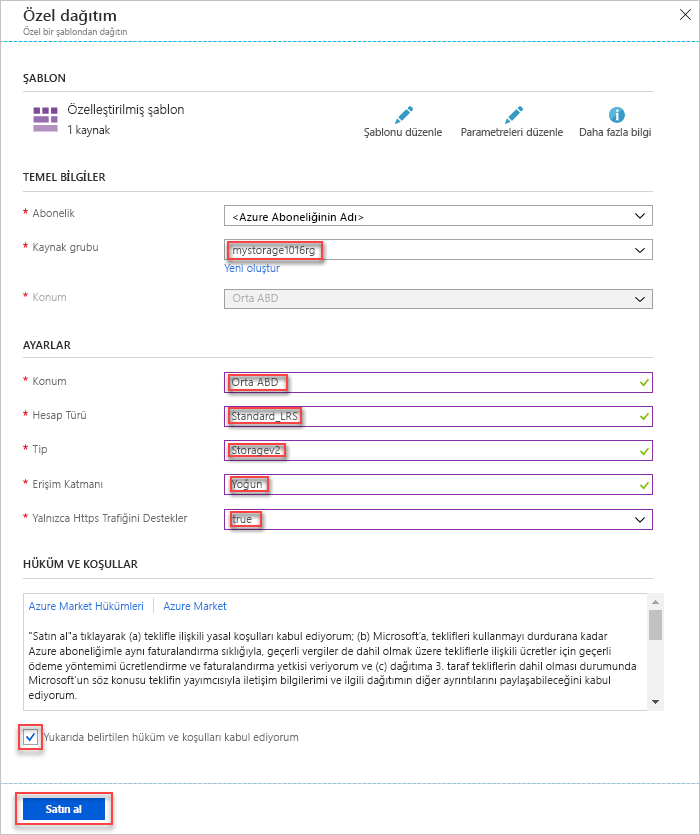 Özel dağıtım
Özel bir şablondan dağıtın
ŞABLON
Özelleştirilmiş şablon
1 kaynak
Şablonu düzenle
Parametreleri düzenle
Daha fazla bilgi
TEMEL BİLGİLER
* Abonelik
<Azure Aboneliğinin Adı>
* Kaynak grubu
mystorage1016rg
Yeni oluştur
* Konum
Orta ABD
AYARLAR
* Konum
Orta ABD
* Hesap Türü
Standard_LRS
* Tip
Storagev2
* Erişim Katmanı
Yoğun
* Yalnızca Https Trafiğini Destekler
true
HÜKÜM VE KOŞULLAR
Azure Market Hükümleri
Azure Market
"Satın al"a tıklayarak (a) teklifle ilişkili yasal koşulları kabul ediyorum; (b) Microsoft'a, teklifleri kullanmayı durdurana kadar
Azure aboneliğimle aynı faturalandırma sıklığıyla, geçerli vergiler de dahil olmak üzere tekliflerle ilişkili ücretler için geçerli
ödeme yöntemimi ücretlendirme ve faturalandırma yetkisi veriyorum ve (c) dağıtıma 3. taraf tekliflerin dahil olması durumunda
Microsoft'un söz konusu teklifin yayımcısıyla iletişim bilgilerimi ve ilgili dağıtımın diğer ayrıntılarını paylaşabileceğini kabul
ediyorum.
Yukarıda belirtilen hüküm ve koşulları kabul ediyorum
Satın al